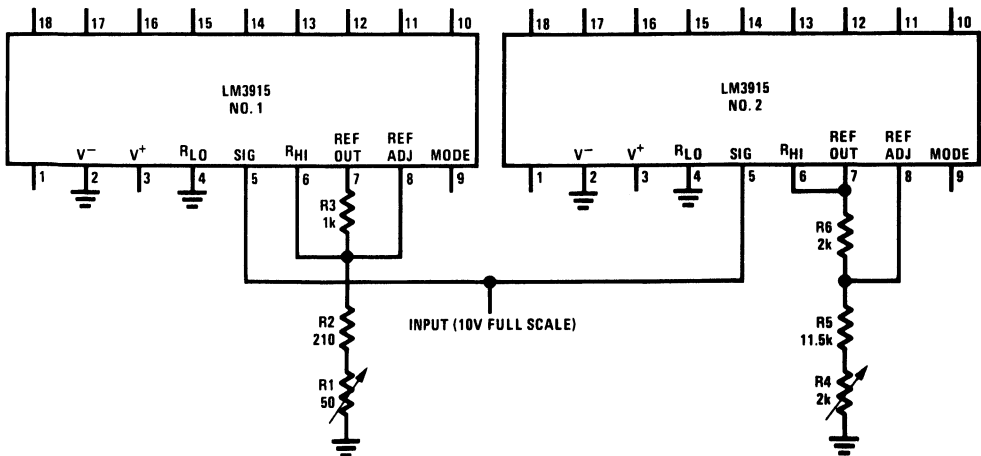 18 17 16 15 14 13 12 11 10
LM3915
NO. 1
V− V+ RLO SIG RHI REF OUT REF ADJ MODE
1 2 3 4 5 6 7 8 9
R3
1k
R2
210
R1
50
18 17 16 15 14 13 12 11 10
LM3915
NO. 2
V− V+ RLO SIG RHI REF OUT REF ADJ MODE
1 2 3 4 5 6 7 8 9
R6
2k
R5
11.5k
R4
2k
INPUT (10V FULL SCALE)